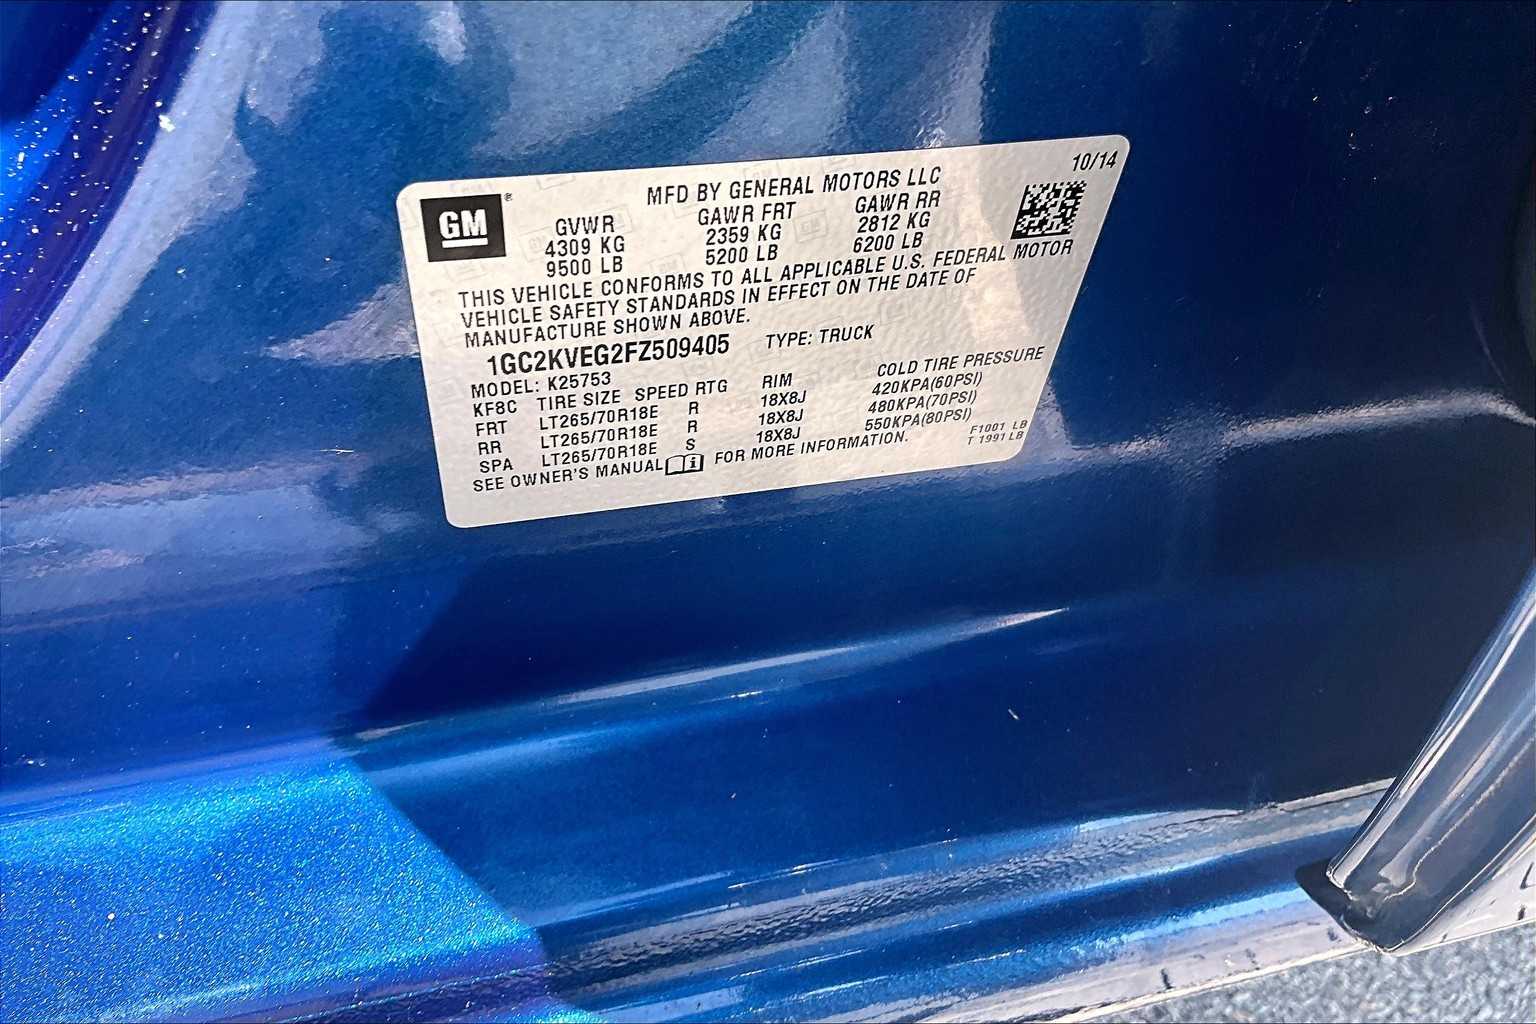 10/14
GM®
MFD BY GENERAL MOTORS LLC
GVWR GAWR FRT GAWR RR
4309 KG 2359 KG 2812 KG
9500 LB 5200 LB 6200 LB
THIS VEHICLE CONFORMS TO ALL APPLICABLE U.S. FEDERAL MOTOR
VEHICLE SAFETY STANDARDS IN EFFECT ON THE DATE OF
MANUFACTURE SHOWN ABOVE.
1GC2KVEG2FZ509405 TYPE: TRUCK
MODEL: K25753
KF8C TIRE SIZE SPEED RTG RIM COLD TIRE PRESSURE
FRT LT265/70R18E R 18X8J 420KPA(60PSI)
RR LT265/70R18E R 18X8J 480KPA(70PSI)
SPA LT265/70R18E S 18X8J 550KPA(80PSI)
SEE OWNER'S MANUAL FOR MORE INFORMATION.
F1001 LB
T 1991 LB